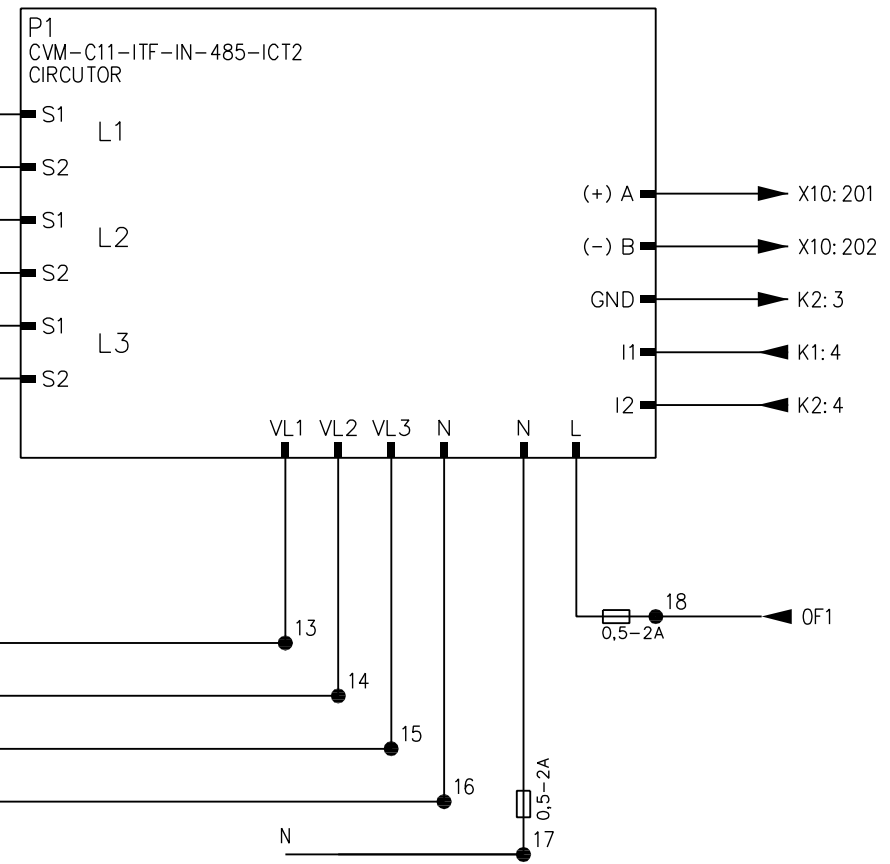 P1
CVM-C11-ITF-IN-485-ICT2
CIRCUTOR
S1
L1
S2
S1
L2
S2
S1
L3
S2
(+) A
X10:201
(-) B
X10:202
GND
K2:3
I1
K1:4
I2
K2:4
VL1 VL2 VL3 N N L
18
0F1
0,5-2A
13
14
15
16
0,5-2A
17
N